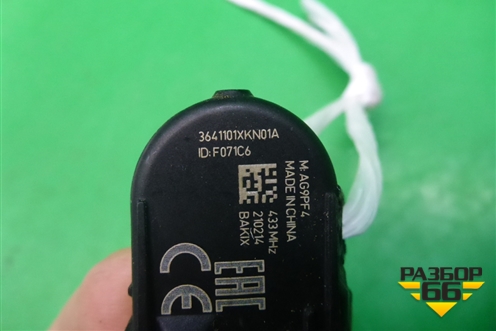 3641101XKN01A
ID: F071C6
M: AG9PF4
MADE IN CHINA
433 MHz
210214
BAKIX
EAC
CE
РАЗБОР
66